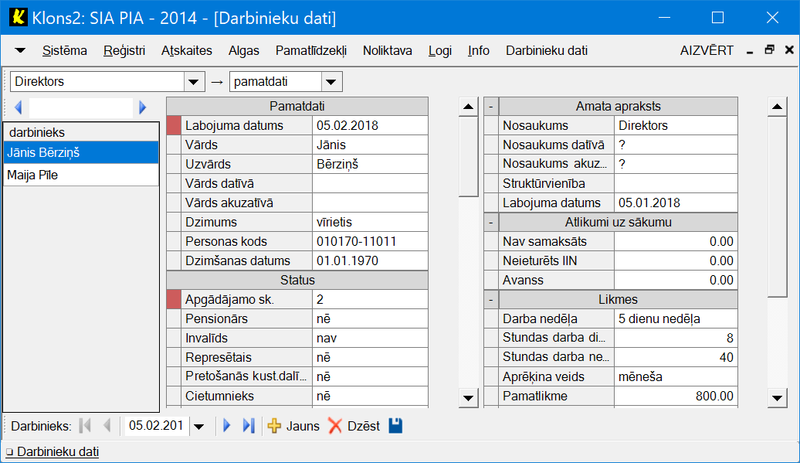 Klons2: SIA PIA - 2014 - [Darbinieku dati]
Sistēma Reģistri Atskaites Algas Pamatlīdzekļi Noliktava Logi Info Darbinieku dati AIZVĒRT
Direktors → pamatdati
darbinieks
Jānis Bērziņš
Maija Pīle
Pamatdati
Labojuma datums 05.02.2018
Vārds Jānis
Uzvārds Bērziņš
Vārds datīvā
Vārds akuzatīvā
Dzimums vīrietis
Personas kods 010170-11011
Dzimšanas datums 01.01.1970
Status
Apgādājamo sk. 2
Pensionārs nē
Invalīds nav
Represētais nē
Pretošanās kust.dalī... nē
Cietumnieks nē
- Amata apraksts
Nosaukums Direktors
Nosaukums datīvā ?
Nosaukums akuz... ?
Struktūrvienība
Labojuma datums 05.01.2018
- Atlikumi uz sākumu
Nav samaksāts 0.00
Neieturēts IIN 0.00
Avanss 0.00
- Likmes
Darba nedēļa 5 dienu nedēļa
Stundas darba di... 8
Stundas darba ne... 40
Aprēķina veids mēneša
Pamatlikme 800.00
Darbinieks: 05.02.201 Jauns Dzēst
Darbinieku dati